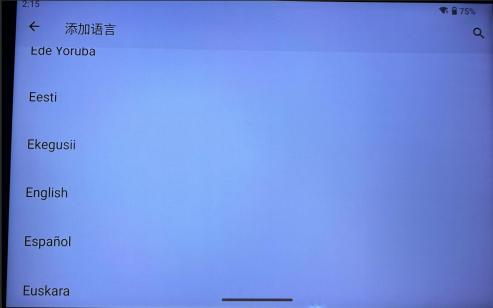 2:15
75%
添加语言
Ede Yoruba
Eesti
Ekegusii
English
Español
Euskara